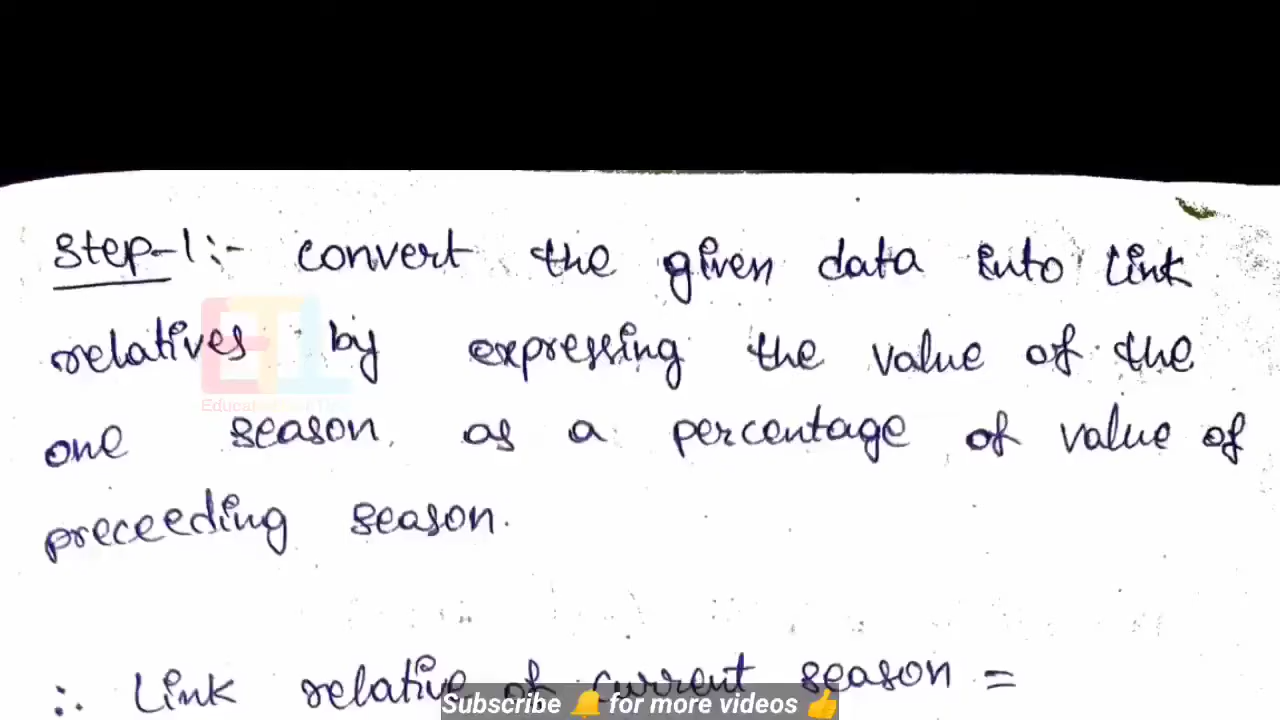 Step-1:- convert the given data into link
relatives by expressing the value of the
one season, as a percentage of value of
preceeding season.
∴ Link relative of current season =
Subscribe 🔔 for more videos 👍